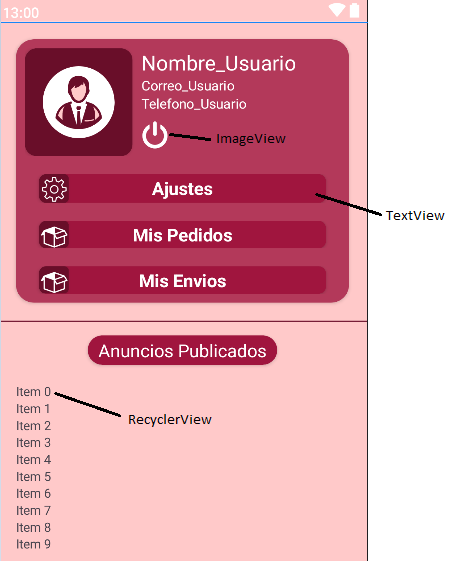 13:00
Nombre_Usuario
Correo_Usuario
Telefono_Usuario
ImageView
Ajustes
TextView
Mis Pedidos
Mis Envios
Anuncios Publicados
Item 0
Item 1
RecyclerView
Item 2
Item 3
Item 4
Item 5
Item 6
Item 7
Item 8
Item 9